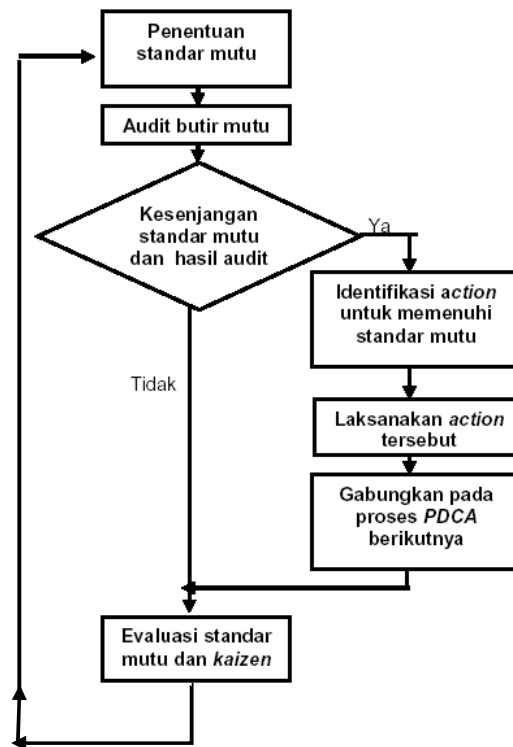 Penentuan
standar mutu
Audit butir mutu
Kesenjangan
standar mutu
dan hasil audit
Ya
Identifikasi action
untuk memenuhi
standar mutu
Tidak
Laksanakan action
tersebut
Gabungkan pada
proses PDCA
berikutnya
Evaluasi standar
mutu dan kaizen